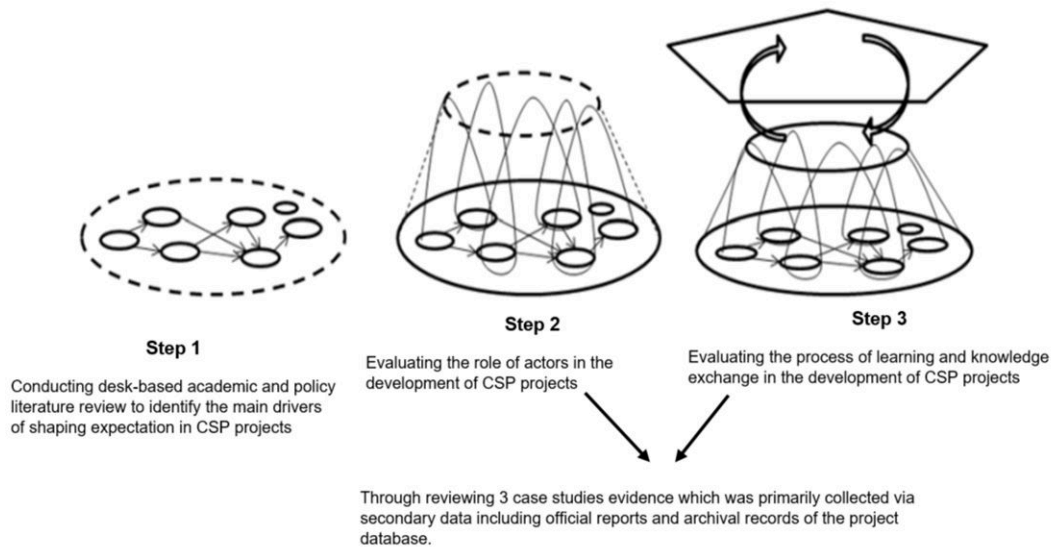 Step 1
Conducting desk-based academic and policy
literature review to identify the main drivers
of shaping expectation in CSP projects
Step 2
Evaluating the role of actors in the
development of CSP projects
Step 3
Evaluating the process of learning and knowledge
exchange in the development of CSP projects
Through reviewing 3 case studies evidence which was primarily collected via
secondary data including official reports and archival records of the project
database.